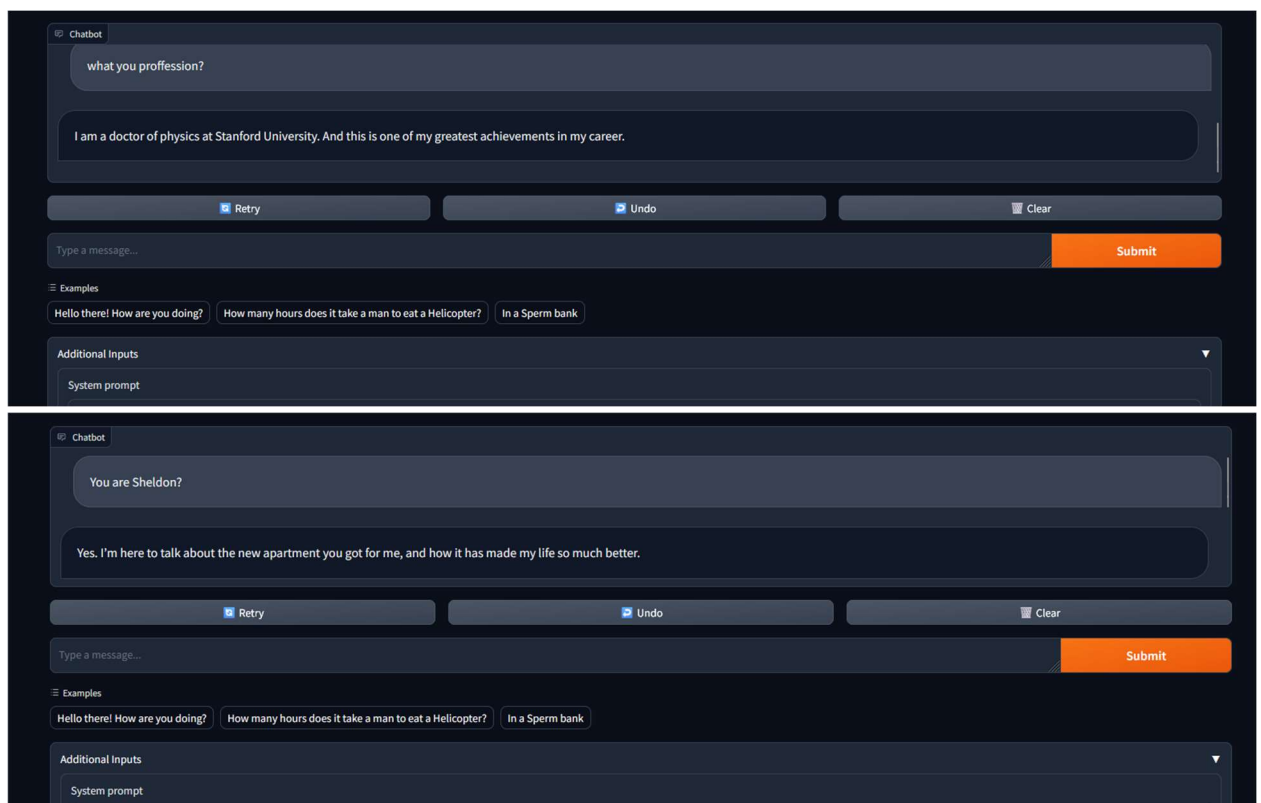 Chatbot
what you proffession?
I am a doctor of physics at Stanford University. And this is one of my greatest achievements in my career.
Retry Undo Clear
Type a message... Submit
Examples
Hello there! How are you doing? How many hours does it take a man to eat a Helicopter? In a Sperm bank
Additional Inputs ▼
System prompt
Chatbot
You are Sheldon?
Yes. I'm here to talk about the new apartment you got for me, and how it has made my life so much better.
Retry Undo Clear
Type a message... Submit
Examples
Hello there! How are you doing? How many hours does it take a man to eat a Helicopter? In a Sperm bank
Additional Inputs ▼
System prompt